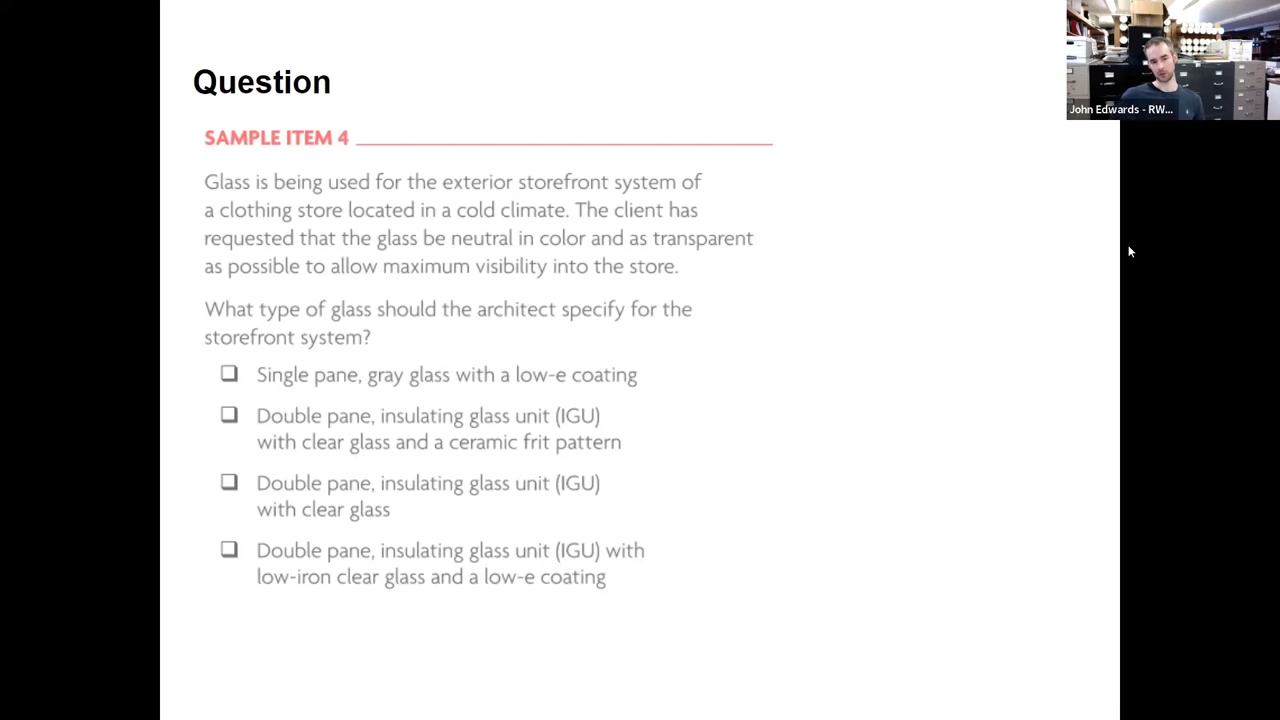 Question
SAMPLE ITEM 4
Glass is being used for the exterior storefront system of
a clothing store located in a cold climate. The client has
requested that the glass be neutral in color and as transparent
as possible to allow maximum visibility into the store.
What type of glass should the architect specify for the
storefront system?
Single pane, gray glass with a low-e coating
Double pane, insulating glass unit (IGU)
with clear glass and a ceramic frit pattern
Double pane, insulating glass unit (IGU)
with clear glass
Double pane, insulating glass unit (IGU) with
low-iron clear glass and a low-e coating
John Edwards - RW...